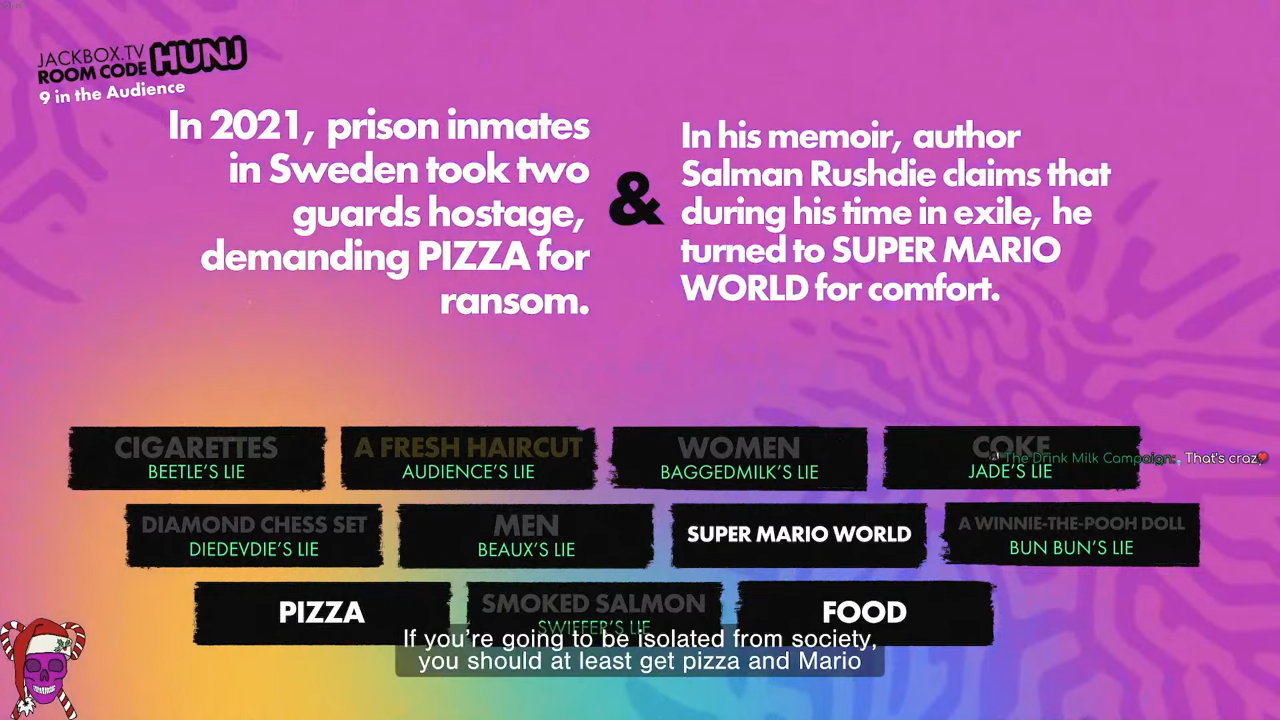 JACKBOX.TV
ROOM CODE HUNJ
9 in the Audience
In 2021, prison inmates
in Sweden took two
guards hostage,
demanding PIZZA for
ransom.
&
In his memoir, author
Salman Rushdie claims that
during his time in exile, he
turned to SUPER MARIO
WORLD for comfort.
CIGARETTES
BEETLE'S LIE
A FRESH HAIRCUT
AUDIENCE'S LIE
WOMEN
BAGGEDMILK'S LIE
COKE
JADE'S LIE
The Drink Milk Campaign: That's craz
DIAMOND CHESS SET
DIEDEVDIE'S LIE
MEN
BEAUX'S LIE
SUPER MARIO WORLD
A WINNIE-THE-POOH DOLL
BUN BUN'S LIE
PIZZA
SMOKED SALMON
SWIFFER'S LIE
FOOD
If you're going to be isolated from society,
you should at least get pizza and Mario